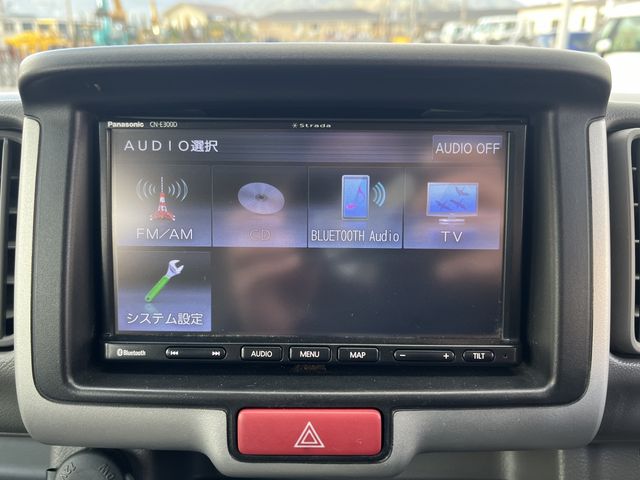 Panasonic CN-E300D Strada
AUDIO選択 AUDIO OFF
FM/AM CD BLUETOOTH Audio TV
システム設定
Bluetooth AUDIO MENU MAP − + TILT